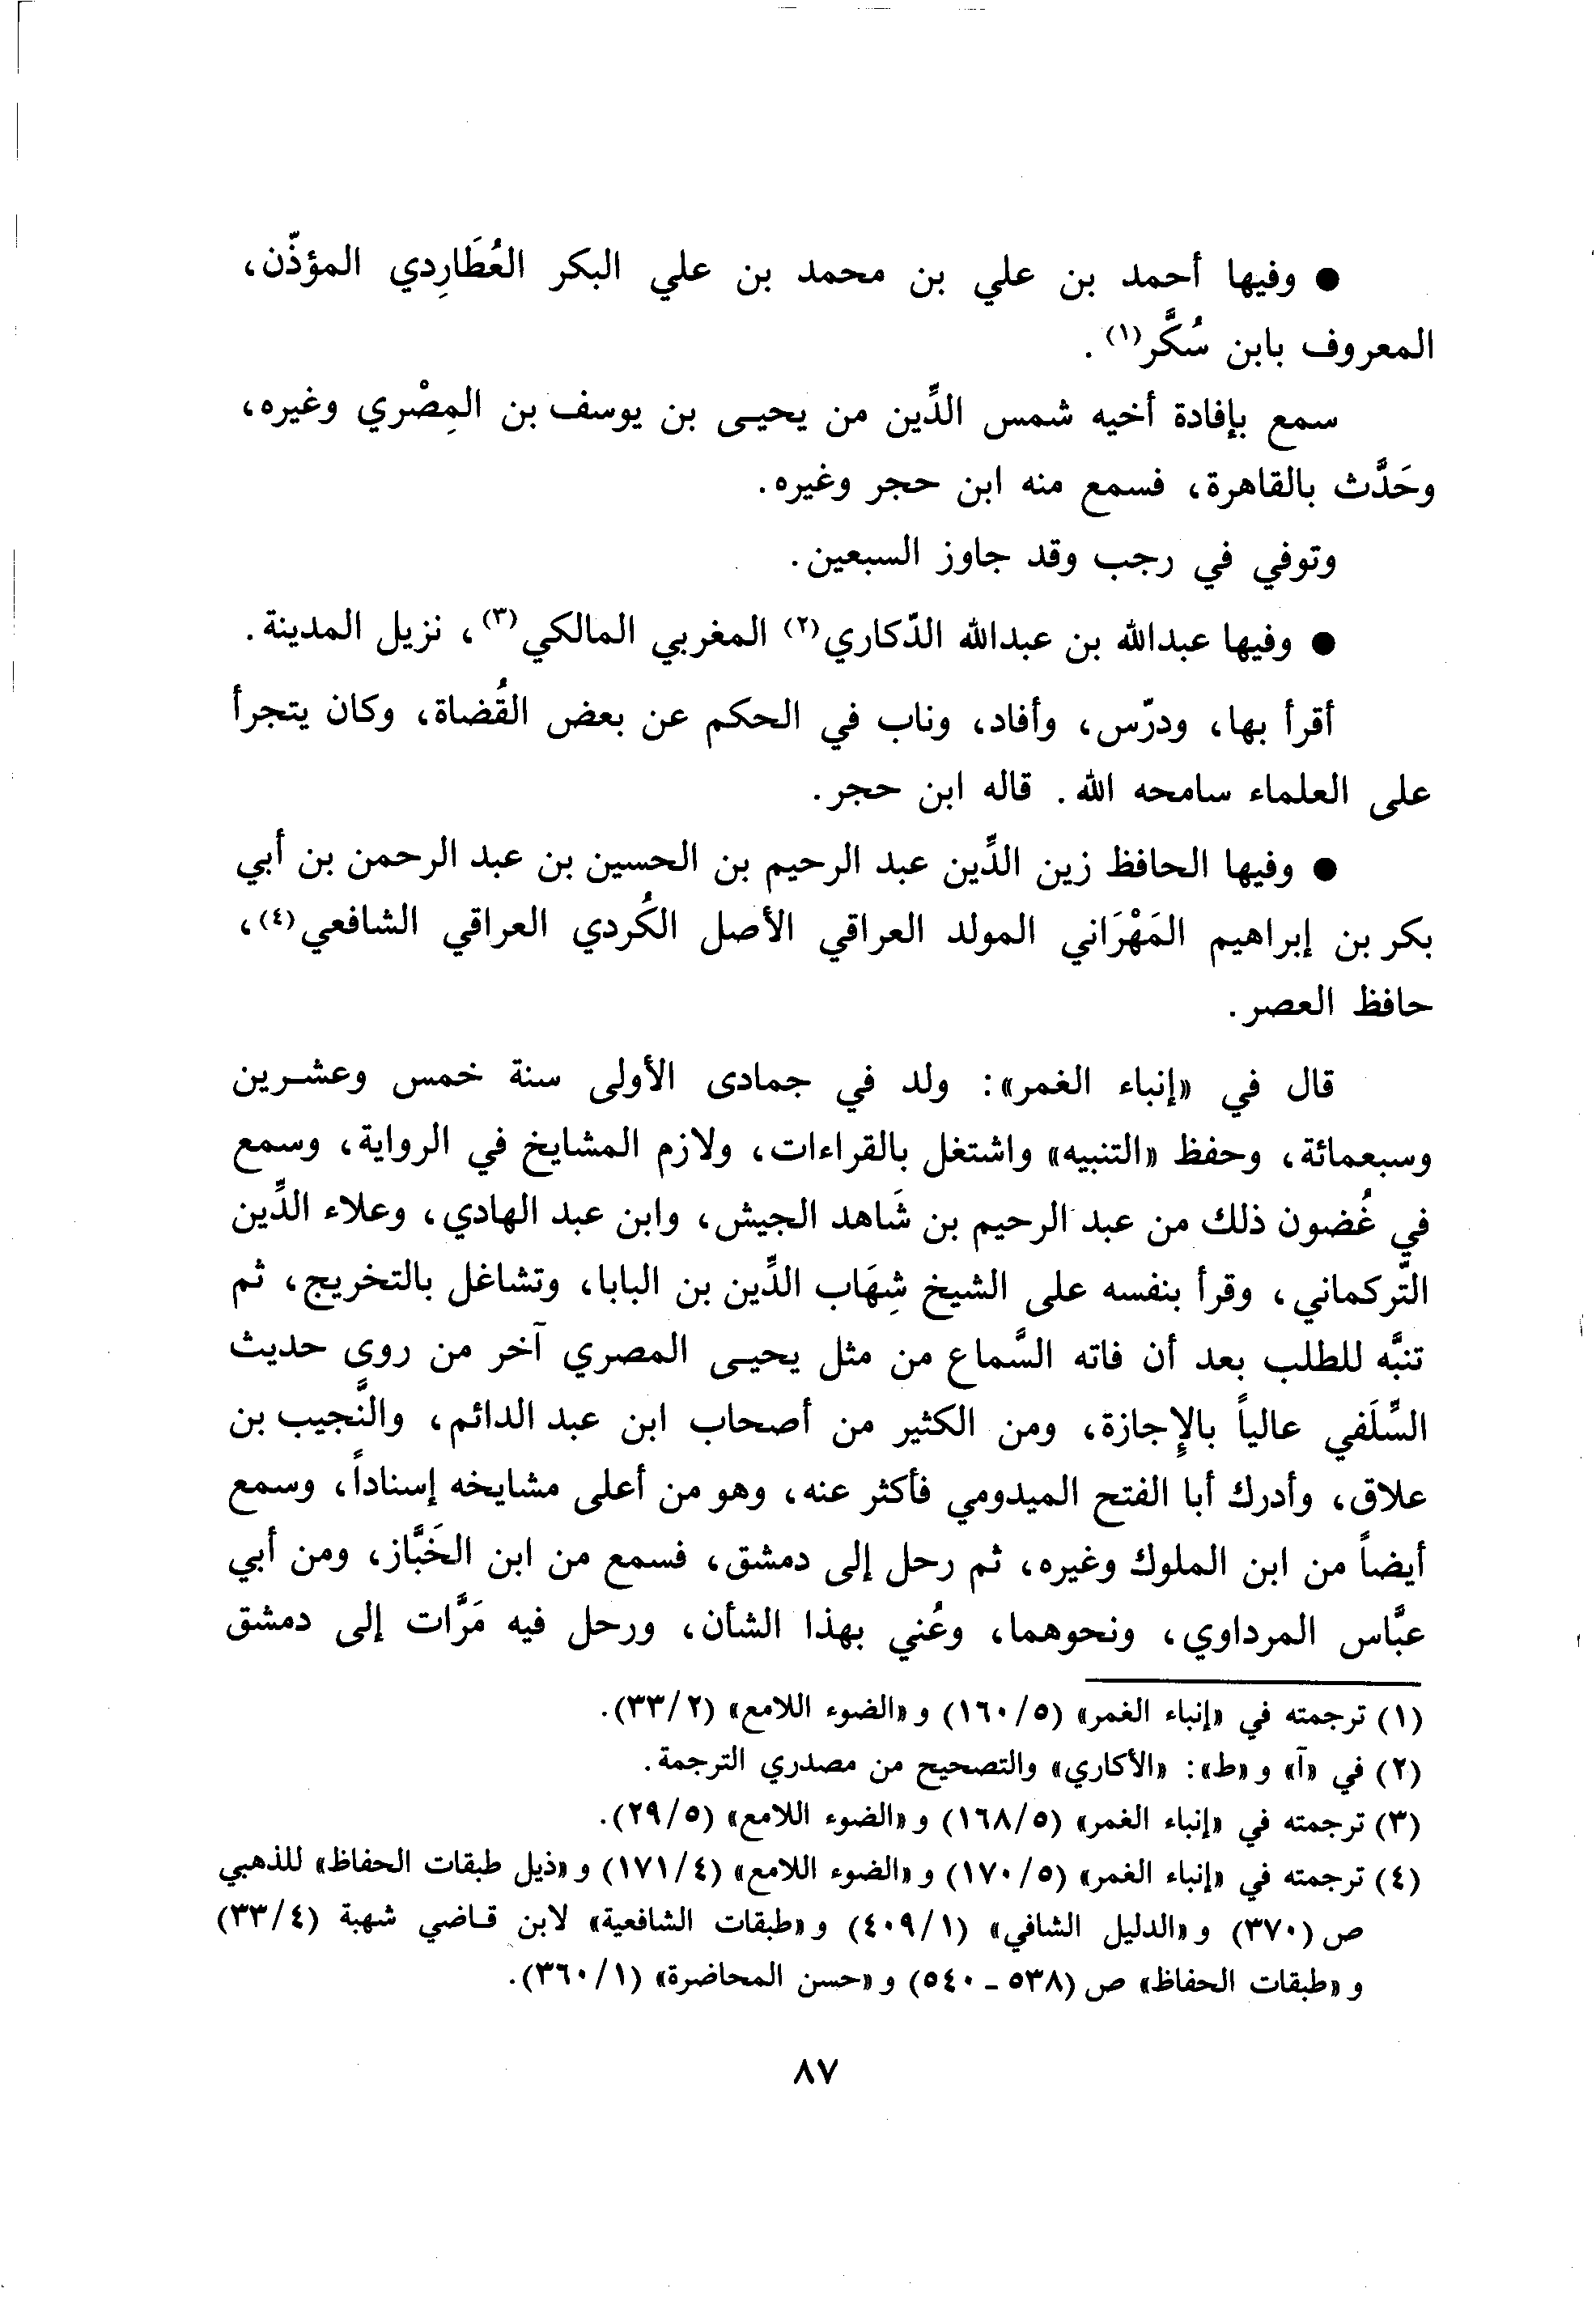 ● وفيها أحمد بن علي بن محمد بن علي البكر العُطَارِدي المؤذّن،
المعروف بابن سُكَّر(١).
سمع بإفادة أخيه شمس الدِّين من يحيـى بن يوسف بن المِصْري وغيره،
وحَدَّث بالقاهرة، فسمع منه ابن حجر وغيره.
وتوفي في رجب وقد جاوز السبعين.
● وفيها عبدالله بن عبدالله الدّكاري(٢) المغربي المالكي(٣)، نزيل المدينة.
أقرأ بها، ودرّس، وأفاد، وناب في الحكم عن بعض القُضاة، وكان يتجرأ
على العلماء سامحه الله. قاله ابن حجر.
● وفيها الحافظ زين الدِّين عبد الرحيم بن الحسين بن عبد الرحمن بن أبي
بكر بن إبراهيم المَهْرَاني المولد العراقي الأصل الكُردي العراقي الشافعي(٤)،
حافظ العصر.
قال في «إنباء الغمر»: ولد في جمادى الأولى سنة خمس وعشـرين
وسبعمائة، وحفظ «التنبيه» واشتغل بالقراءات، ولازم المشايخ في الرواية، وسمع
في غُضون ذلك من عبد الرحيم بن شَاهد الجيش، وابن عبد الهادي، وعلاء الدِّين
التّركماني، وقرأ بنفسه على الشيخ شِهَاب الدِّين بن البابا، وتشاغل بالتخريج، ثم
تنبَّه للطلب بعد أن فاته السَّماع من مثل يحيـى المصري آخر من روى حديث
السِّلَفي عالياً بالإِجازة، ومن الكثير من أصحاب ابن عبد الدائم، والنَّجيب بن
علاق، وأدرك أبا الفتح الميدومي فأكثر عنه، وهو من أعلى مشايخه إسناداً، وسمع
أيضاً من ابن الملوك وغيره، ثم رحل إلى دمشق، فسمع من ابن الخَبَّاز، ومن أبي
عبَّاس المرداوي، ونحوهما، وعُني بهذا الشأن، ورحل فيه مَرَّات إلى دمشق
(١) ترجمته في «إنباء الغمر» (٥/ ١٦٠) و«الضوء اللامع» (٢/ ٣٣).
(٢) في «آ» و«ط»: «الأكاري» والتصحيح من مصدري الترجمة.
(٣) ترجمته في «إنباء الغمر» (٥/ ١٦٨) و«الضوء اللامع» (٥/ ٢٩).
(٤) ترجمته في «إنباء الغمر» (٥/ ١٧٠) و«الضوء اللامع» (٤/ ١٧١) و«ذيل طبقات الحفاظ» للذهبي
ص (٣٧٠) و«الدليل الشافي» (١/ ٤٠٩) و«طبقات الشافعية» لابن قـاضي شهبة (٤/ ٣٣)
و«طبقات الحفاظ» ص (٥٣٨ - ٥٤٠) و«حسن المحاضرة» (١/ ٣٦٠).
٨٧